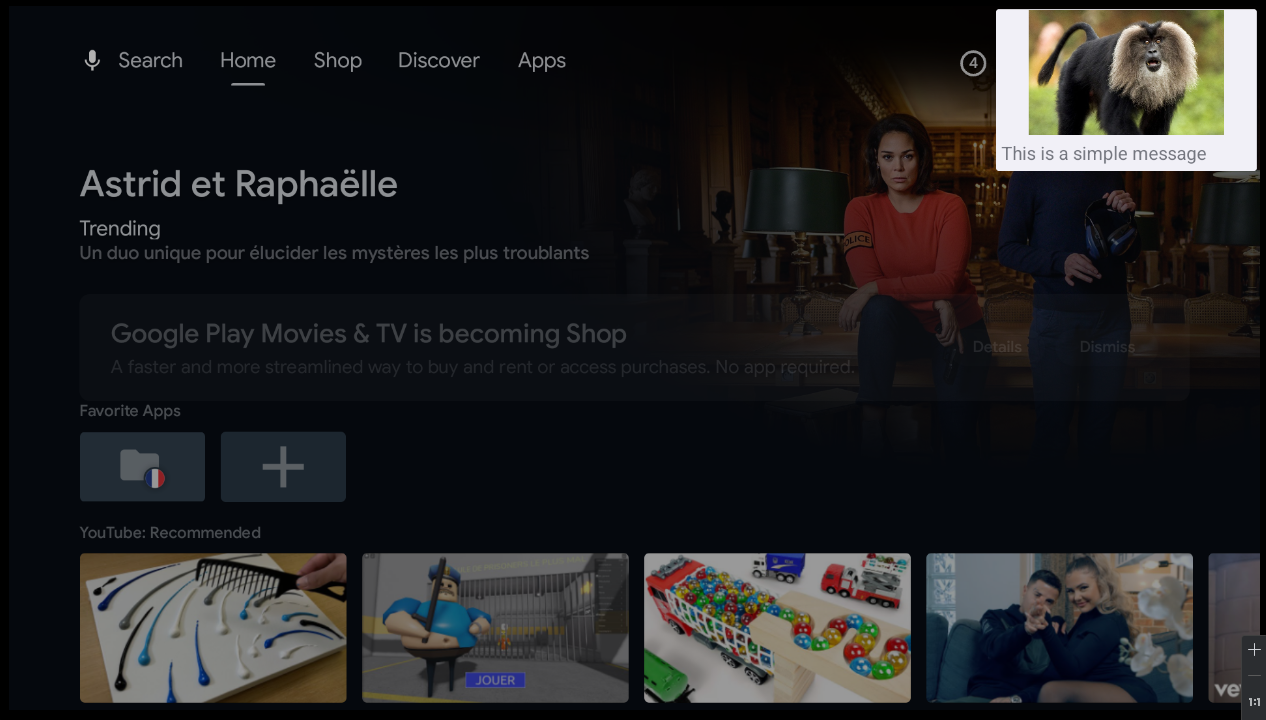 Search
Home
Shop
Discover
Apps
4
This is a simple message
Astrid et Raphaëlle
Trending
Un duo unique pour élucider les mystères les plus troublants
POLICE
Google Play Movies & TV is becoming Shop
A faster and more streamlined way to buy and rent or access purchases. No app required.
Details
Dismiss
Favorite Apps
YouTube: Recommended
JOUER
1:1